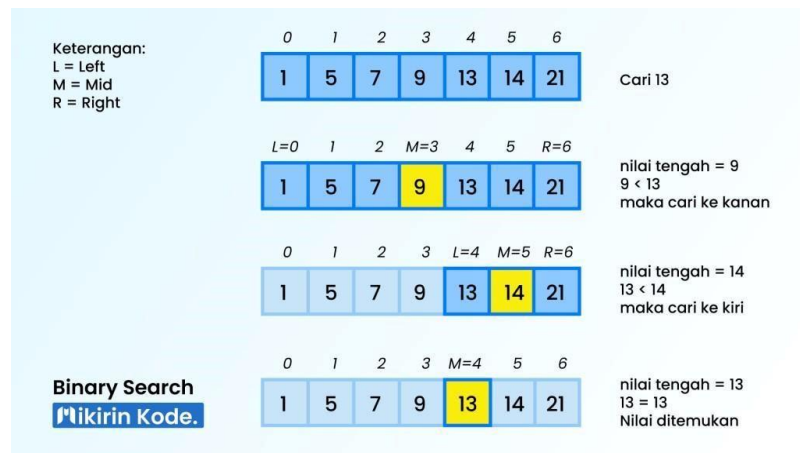 Keterangan:
L = Left
M = Mid
R = Right
0 1 2 3 4 5 6
1 5 7 9 13 14 21
Cari 13
L=0 1 2 M=3 4 5 R=6
1 5 7 9 13 14 21
nilai tengah = 9
9 < 13
maka cari ke kanan
0 1 2 3 L=4 M=5 R=6
1 5 7 9 13 14 21
nilai tengah = 14
13 < 14
maka cari ke kiri
0 1 2 3 M=4 5 6
1 5 7 9 13 14 21
nilai tengah = 13
13 = 13
Nilai ditemukan
Binary Search
Mikirin Kode.